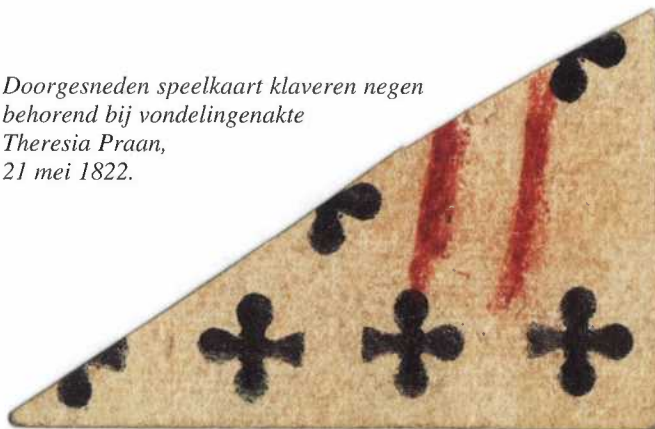 Doorgesneden speelkaart klaveren negen
behorend bij vondelingenakte
Theresia Praan,
21 mei 1822.